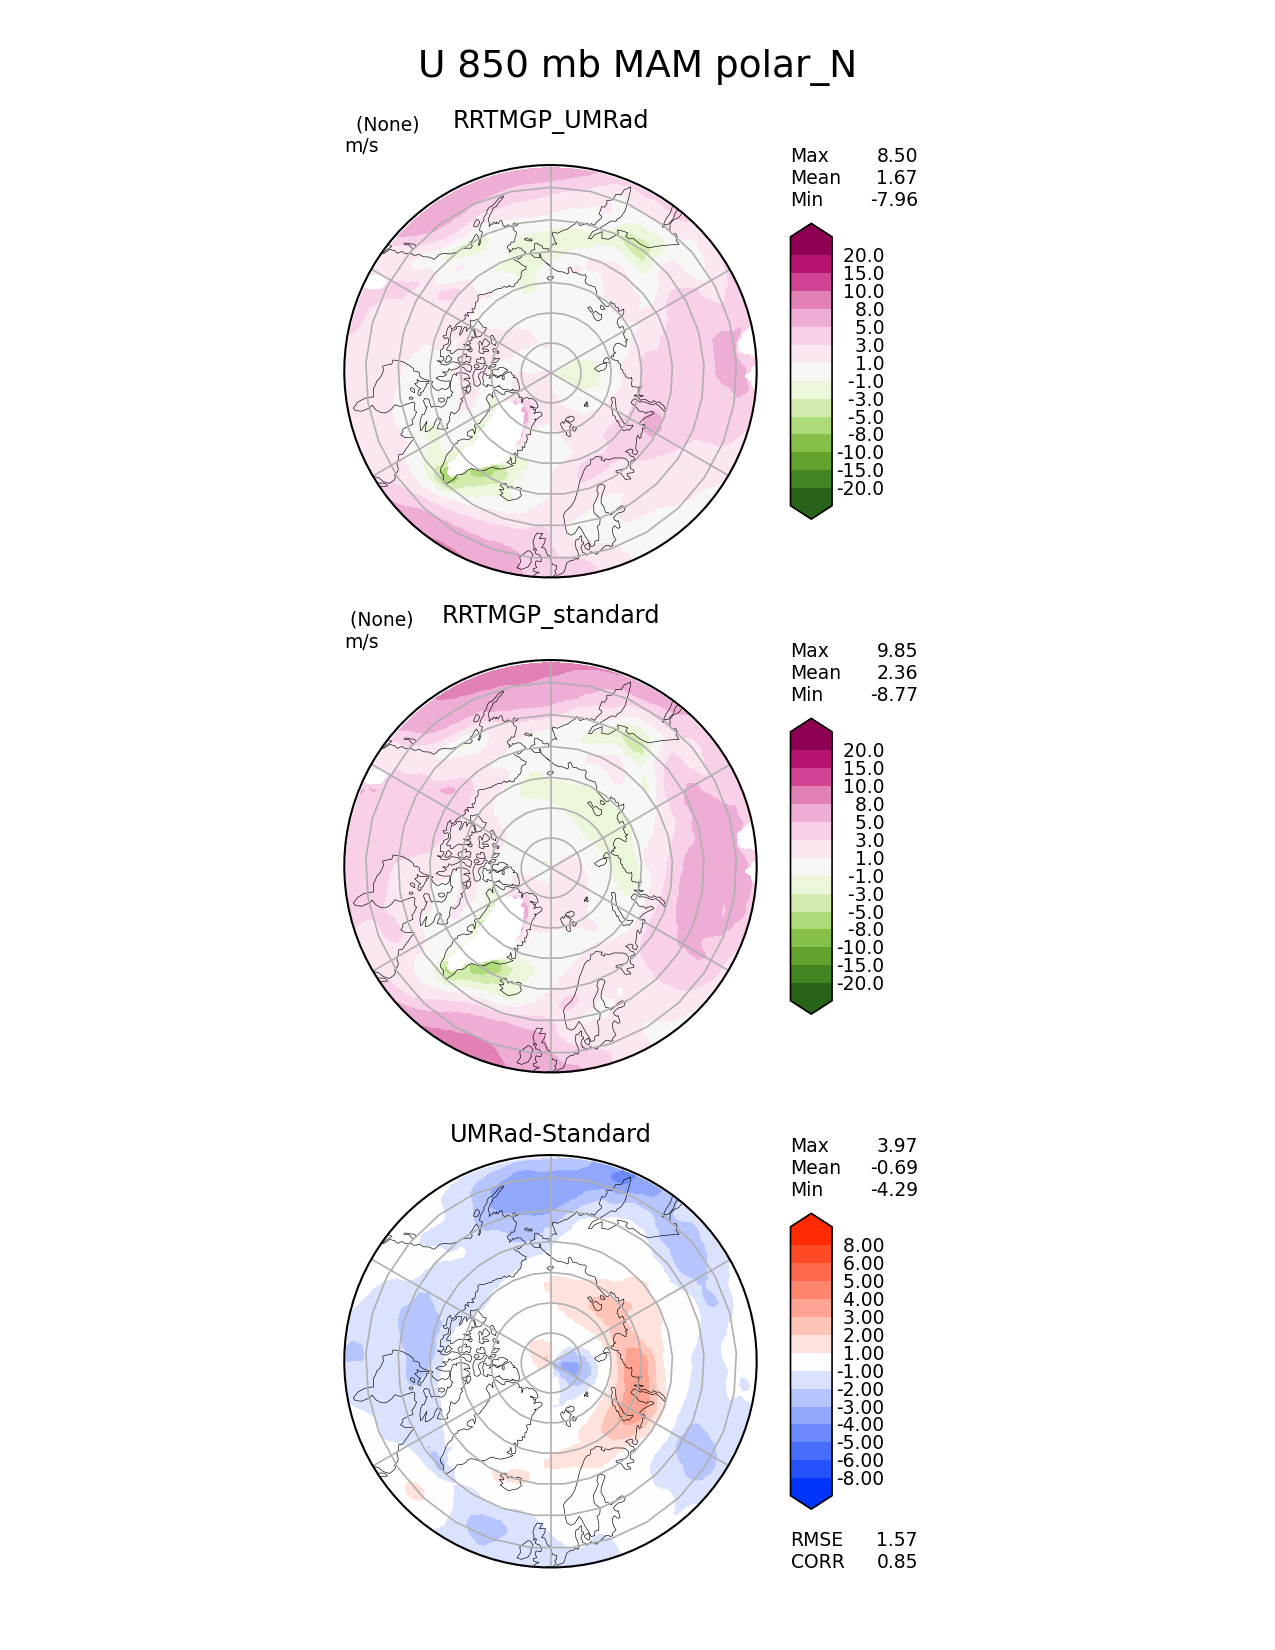 U 850 mb MAM polar_N
(None)
RRTMGP_UMRad
m/s
Max 8.50
Mean 1.67
Min -7.96
20.0
15.0
10.0
8.0
5.0
3.0
1.0
-1.0
-3.0
-5.0
-8.0
-10.0
-15.0
-20.0
(None)
RRTMGP_standard
m/s
Max 9.85
Mean 2.36
Min -8.77
20.0
15.0
10.0
8.0
5.0
3.0
1.0
-1.0
-3.0
-5.0
-8.0
-10.0
-15.0
-20.0
UMRad-Standard
Max 3.97
Mean -0.69
Min -4.29
8.00
6.00
5.00
4.00
3.00
2.00
1.00
-1.00
-2.00
-3.00
-4.00
-5.00
-6.00
-8.00
RMSE 1.57
CORR 0.85